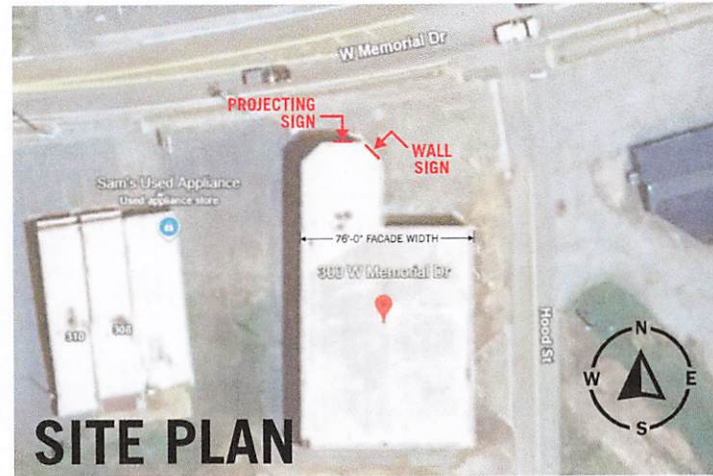 W Memorial Dr
PROJECTING
SIGN
WALL
SIGN
Sam's Used Appliance
Used appliance store
76'-0" FACADE WIDTH
300 W Memorial Dr
310
308
Hood St
N
W
E
S
SITE PLAN